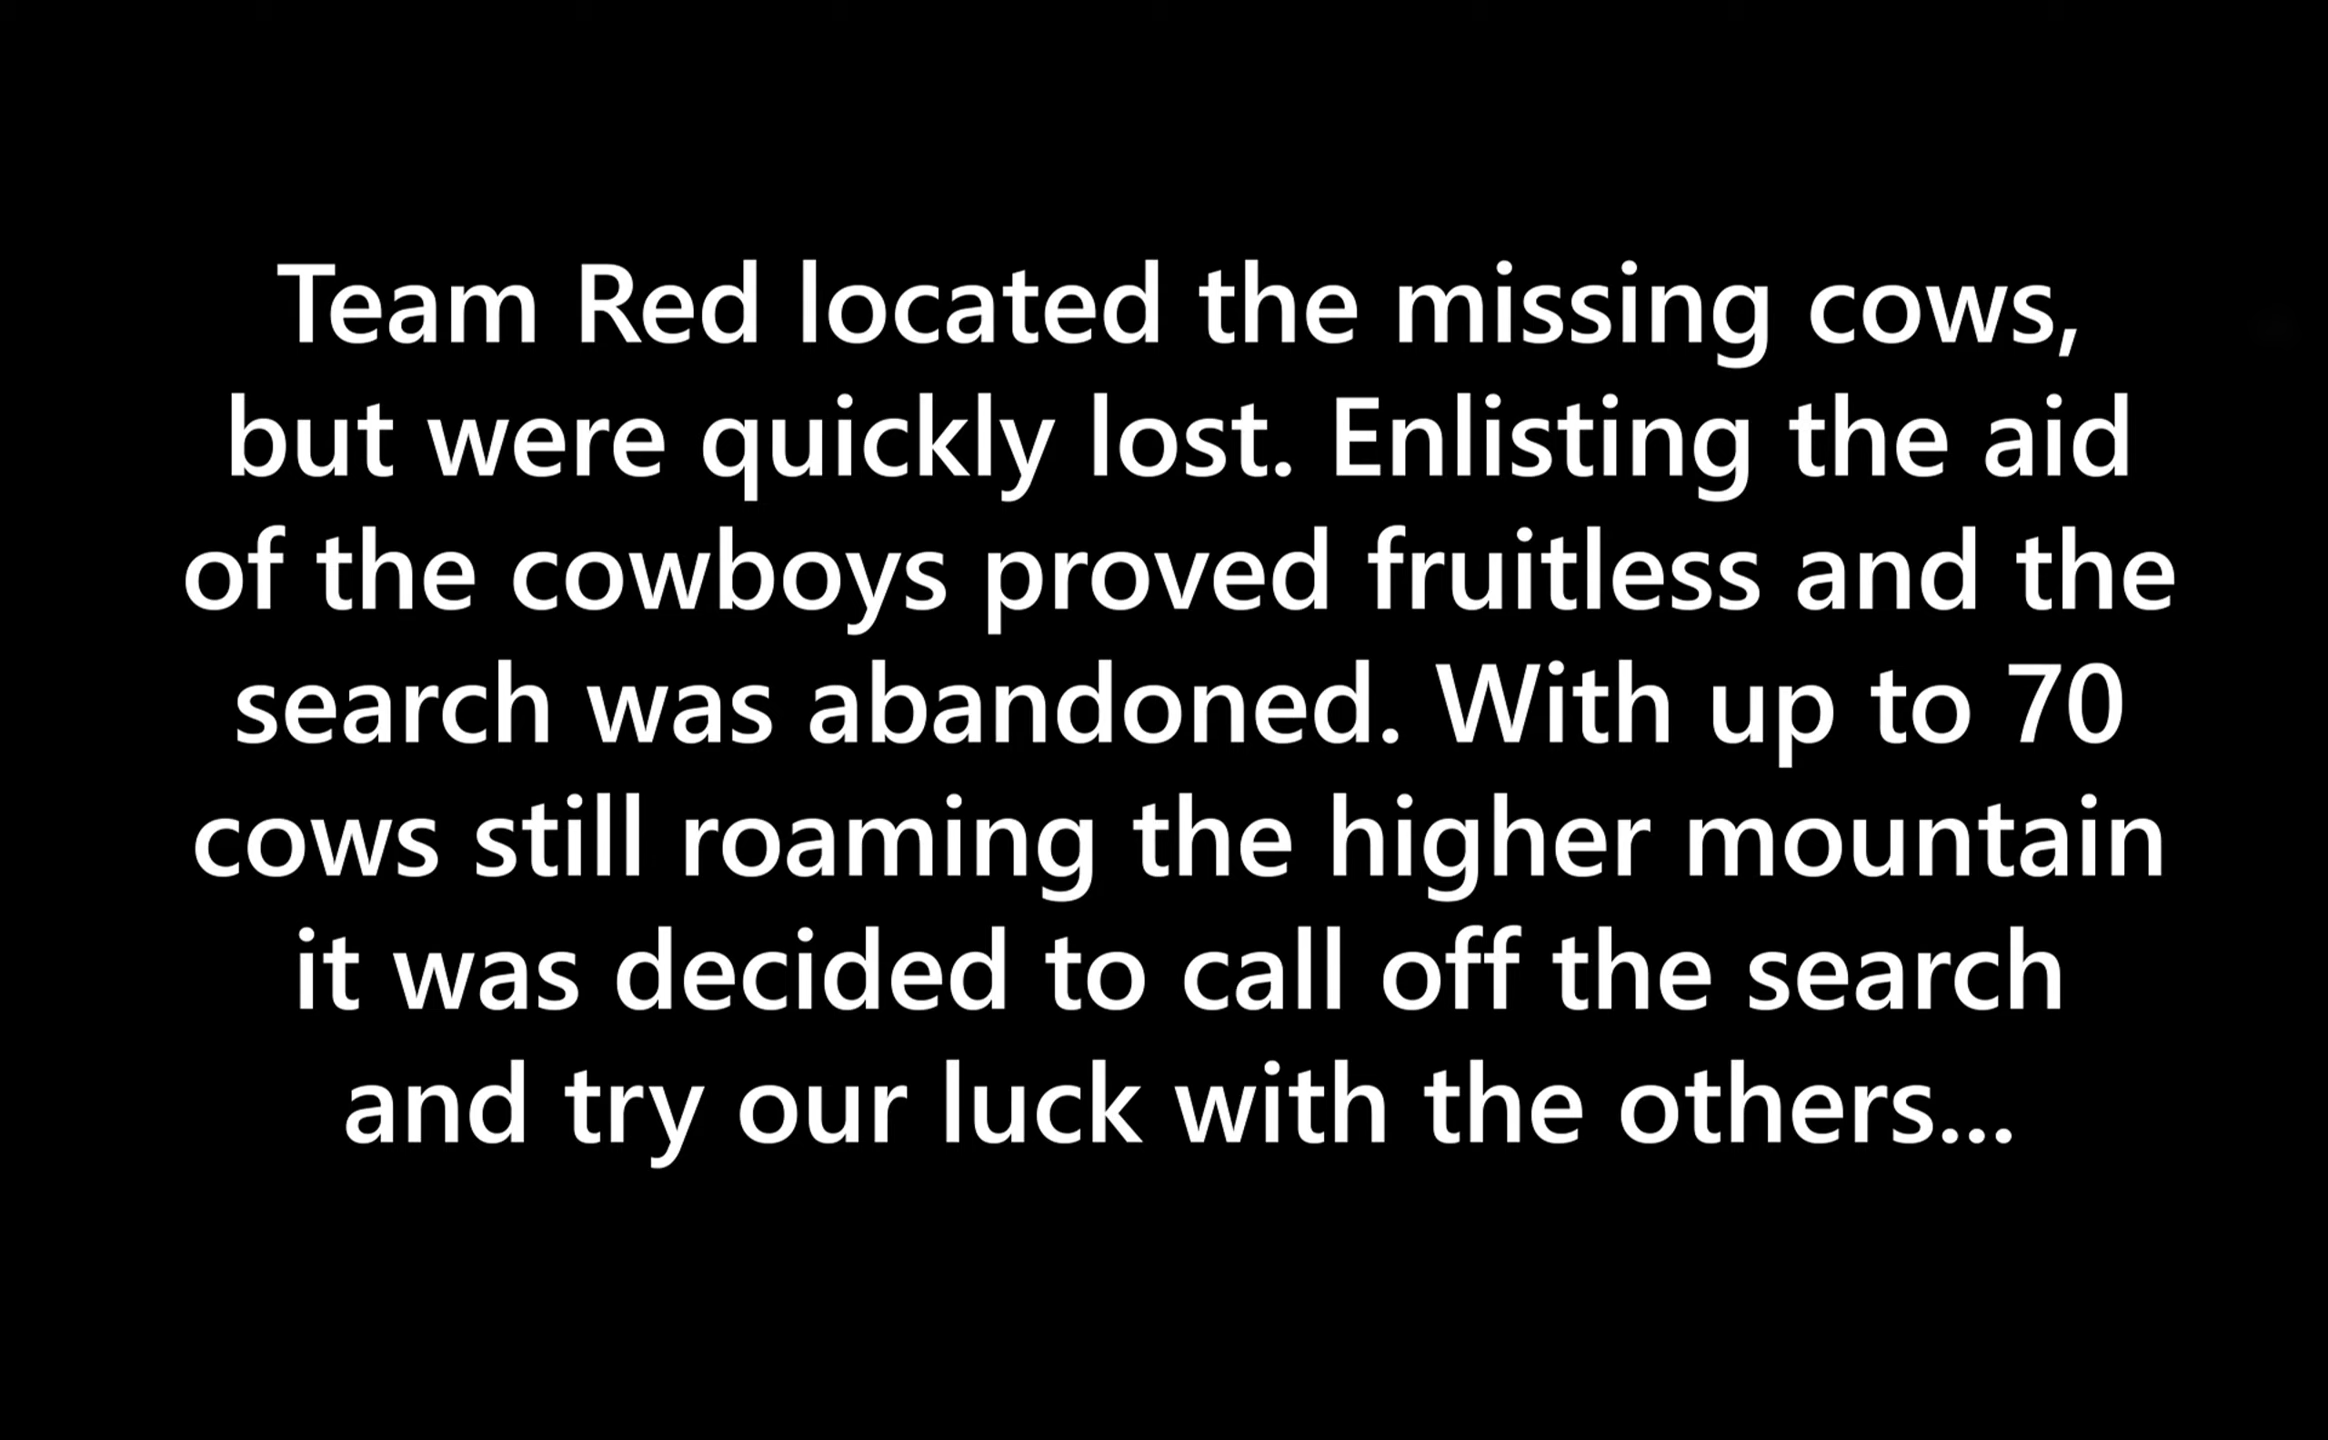 Team Red located the missing cows,
but were quickly lost. Enlisting the aid
of the cowboys proved fruitless and the
search was abandoned. With up to 70
cows still roaming the higher mountain
it was decided to call off the search
and try our luck with the others...